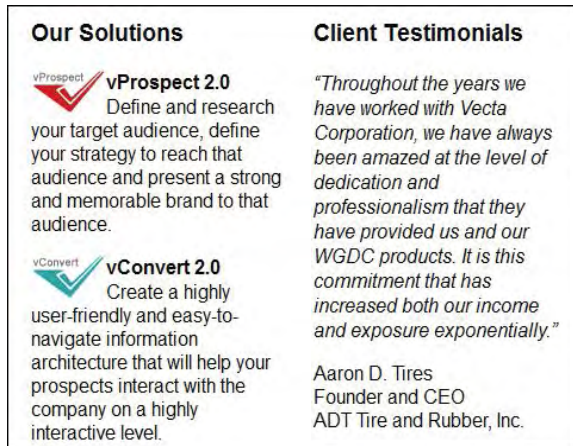 Our Solutions
vProspect
vProspect 2.0
Define and research
your target audience, define
your strategy to reach that
audience and present a strong
and memorable brand to that
audience.
vConvert
vConvert 2.0
Create a highly
user-friendly and easy-to-
navigate information
architecture that will help your
prospects interact with the
company on a highly
interactive level.
Client Testimonials
“Throughout the years we
have worked with Vecta
Corporation, we have always
been amazed at the level of
dedication and
professionalism that they
have provided us and our
WGDC products. It is this
commitment that has
increased both our income
and exposure exponentially.”
Aaron D. Tires
Founder and CEO
ADT Tire and Rubber, Inc.